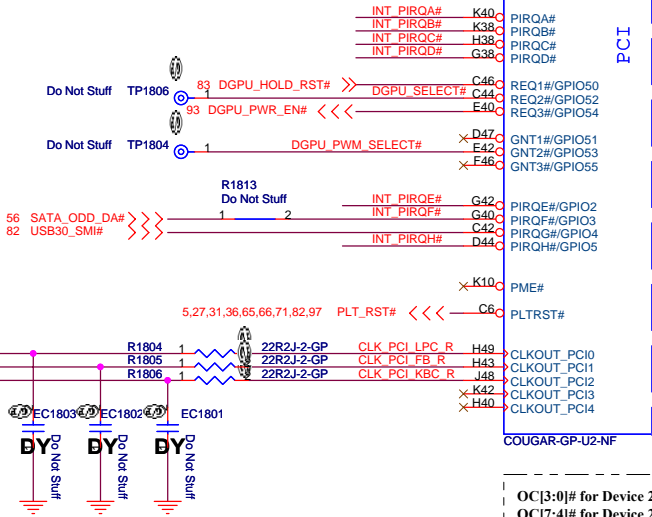 INT_PIRQA# K40 PIRQA#
INT_PIRQB# K38 PIRQB#
INT_PIRQC# H38 PIRQC#
INT_PIRQD# G38 PIRQD#
PCI
83 DGPU_HOLD_RST# C46 REQ1#/GPIO50
Do Not Stuff TP1806 1 DGPU_SELECT# C44 REQ2#/GPIO52
93 DGPU_PWR_EN# E40 REQ3#/GPIO54
D47 GNT1#/GPIO51
Do Not Stuff TP1804 1 DGPU_PWM_SELECT# E42 GNT2#/GPIO53
F46 GNT3#/GPIO55
R1813
Do Not Stuff
INT_PIRQE# G42 PIRQE#/GPIO2
56 SATA_ODD_DA# 1 2 INT_PIRQF# G40 PIRQF#/GPIO3
82 USB30_SMI# C42 PIRQG#/GPIO4
INT_PIRQH# D44 PIRQH#/GPIO5
K10 PME#
5,27,31,36,65,66,71,82,97 PLT_RST# C6 PLTRST#
R1804 1 22R2J-2-GP CLK_PCI_LPC_R H49 CLKOUT_PCI0
R1805 1 22R2J-2-GP CLK_PCI_FB_R H43 CLKOUT_PCI1
R1806 1 22R2J-2-GP CLK_PCI_KBC_R J48 CLKOUT_PCI2
K42 CLKOUT_PCI3
H40 CLKOUT_PCI4
EC1803 EC1802 EC1801
DY DY DY
Do Not Stuff Do Not Stuff Do Not Stuff
COUGAR-GP-U2-NF
OC[3:0]# for Device 2
OC[7:4]# for Device 2